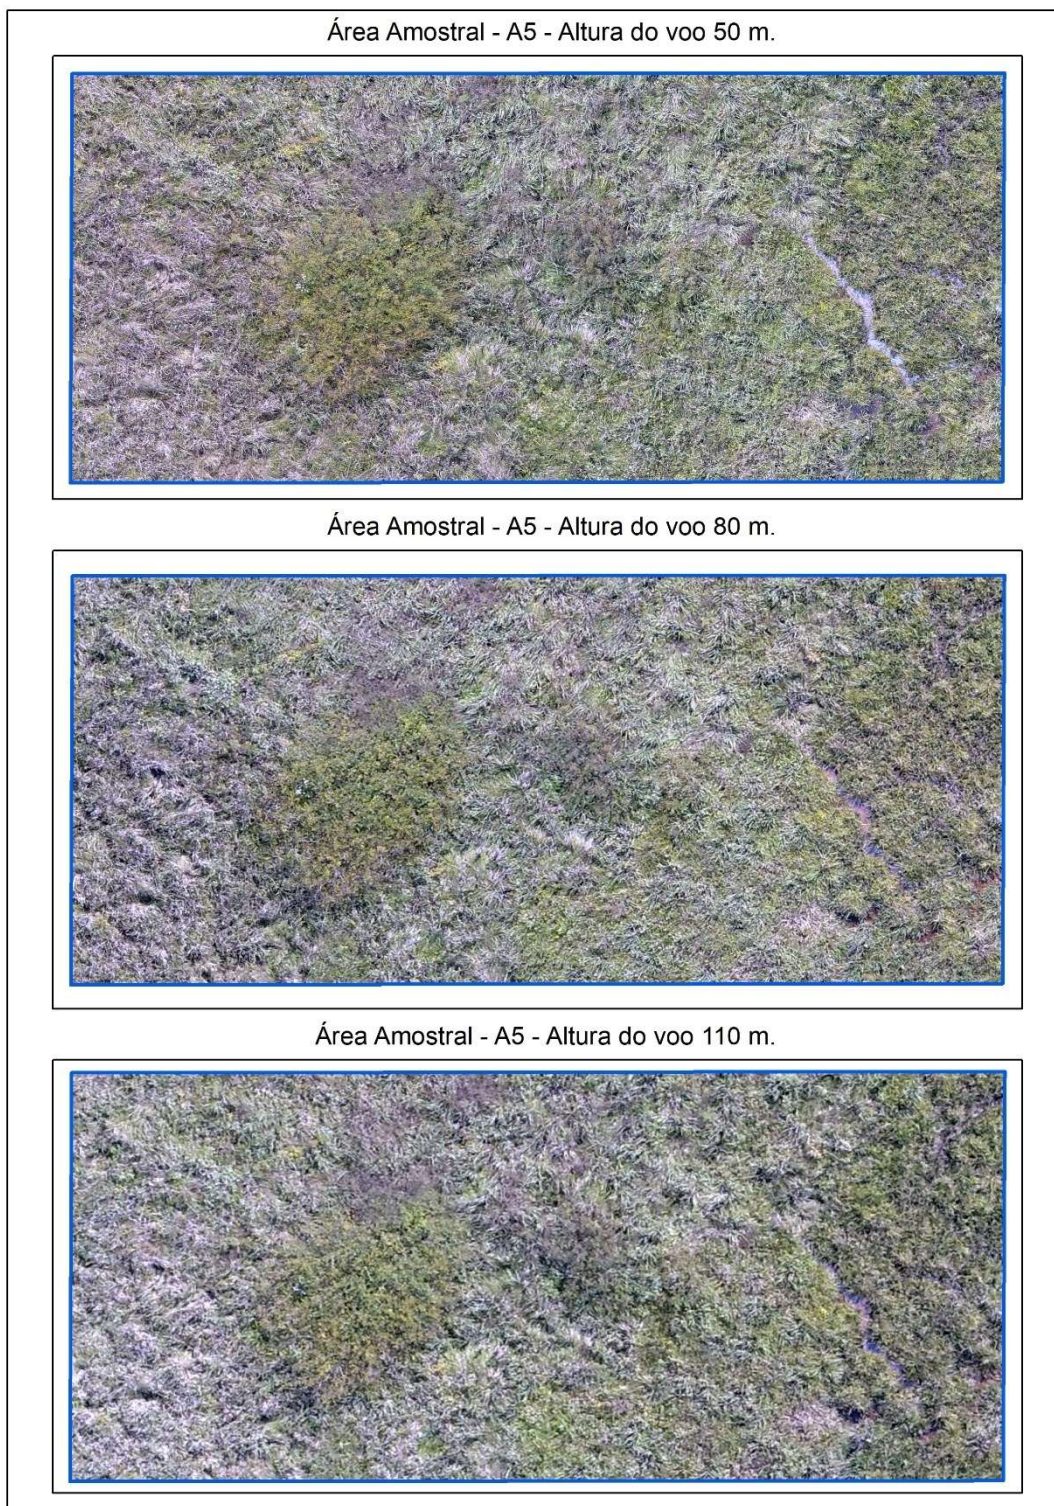 Área Amostral - A5 - Altura do voo 50 m.
Área Amostral - A5 - Altura do voo 80 m.
Área Amostral - A5 - Altura do voo 110 m.